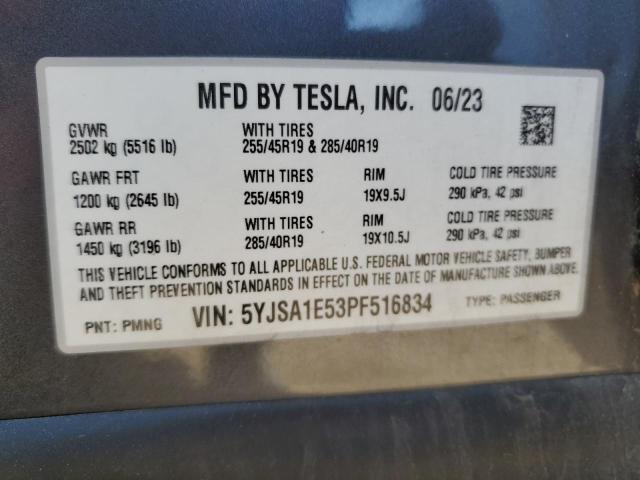 MFD BY TESLA, INC. 06/23
GVWR WITH TIRES
2502 kg (5516 lb) 255/45R19 & 285/40R19
GAWR FRT WITH TIRES RIM COLD TIRE PRESSURE
1200 kg (2645 lb) 255/45R19 19X9.5J 290 kPa, 42 psi
GAWR RR WITH TIRES RIM COLD TIRE PRESSURE
1450 kg (3196 lb) 285/40R19 19X10.5J 290 kPa, 42 psi
THIS VEHICLE CONFORMS TO ALL APPLICABLE U.S. FEDERAL MOTOR VEHICLE SAFETY, BUMPER
AND THEFT PREVENTION STANDARDS IN EFFECT ON THE DATE OF MANUFACTURE SHOWN ABOVE.
PNT: PMNG VIN: 5YJSA1E53PF516834 TYPE: PASSENGER